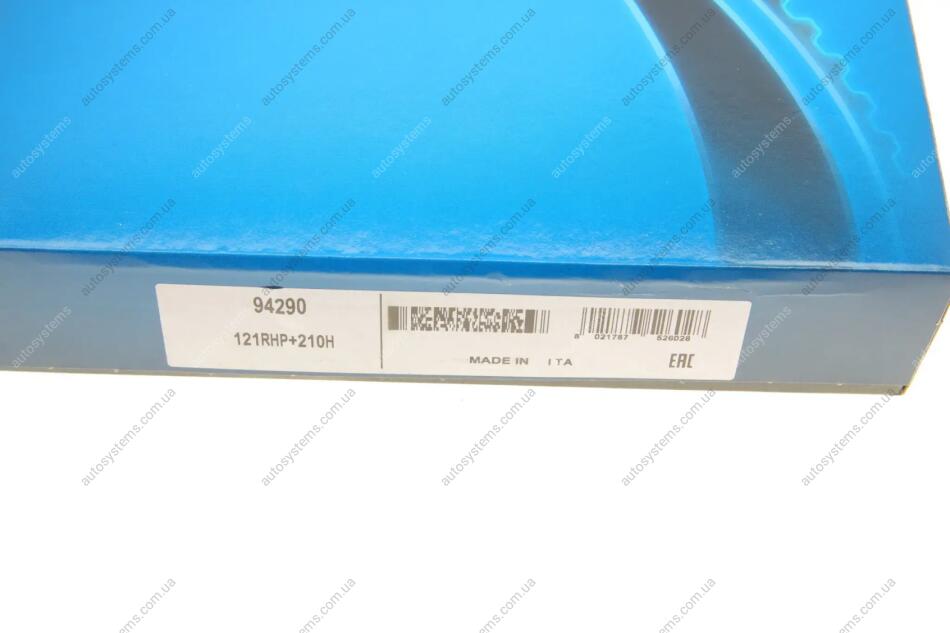 94290
121RHP+210H
8 021787 526028
MADE IN ITA
EAC
autosystems.com.ua